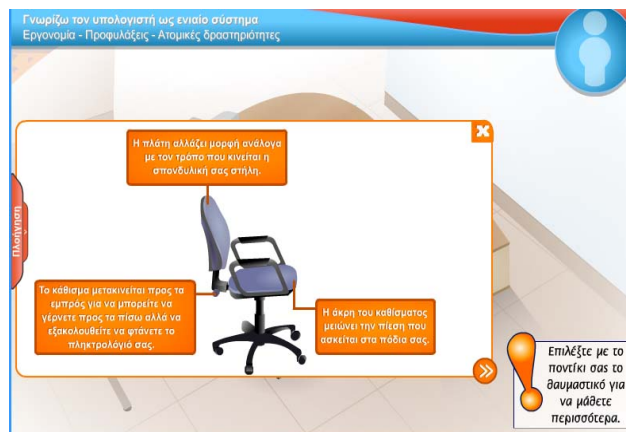 Γνωρίζω τον υπολογιστή ως ενιαίο σύστημα
Εργονομία - Προφυλάξεις - Ατομικές δραστηριότητες
Η πλάτη αλλάζει μορφή ανάλογα
με τον τρόπο που κινείται η
σπονδυλική σας στήλη.
Πλοήγηση
Το κάθισμα μετακινείται προς τα
εμπρός για να μπορείτε να
γέρνετε προς τα πίσω αλλά να
εξακολουθείτε να φτάνετε το
πληκτρολόγιό σας.
Η άκρη του καθίσματος
μειώνει την πίεση που
ασκείται στα πόδια σας.
Επιλέξτε με το
ποντίκι σας το
θαυμαστικό για
να μάθετε
περισσότερα.